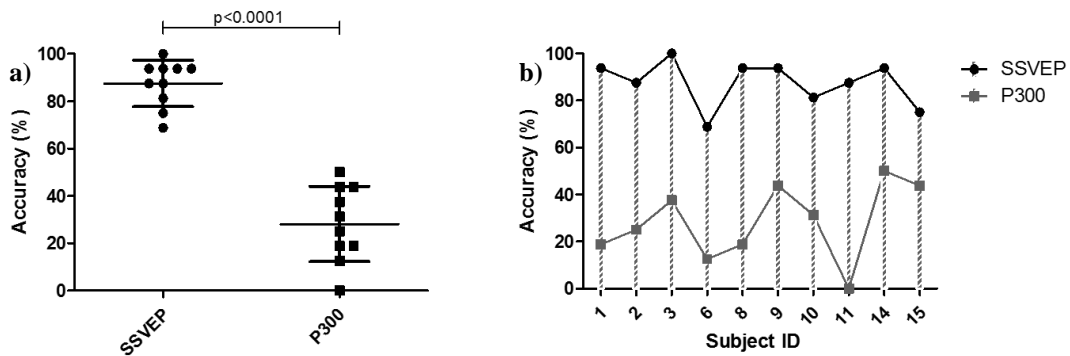 p<0.0001
a)
Accuracy (%)
100
80
60
40
20
0
SSVEP
P300
b)
Accuracy (%)
100
80
60
40
20
0
1 2 3 6 8 9 10 11 14 15
Subject ID
SSVEP
P300